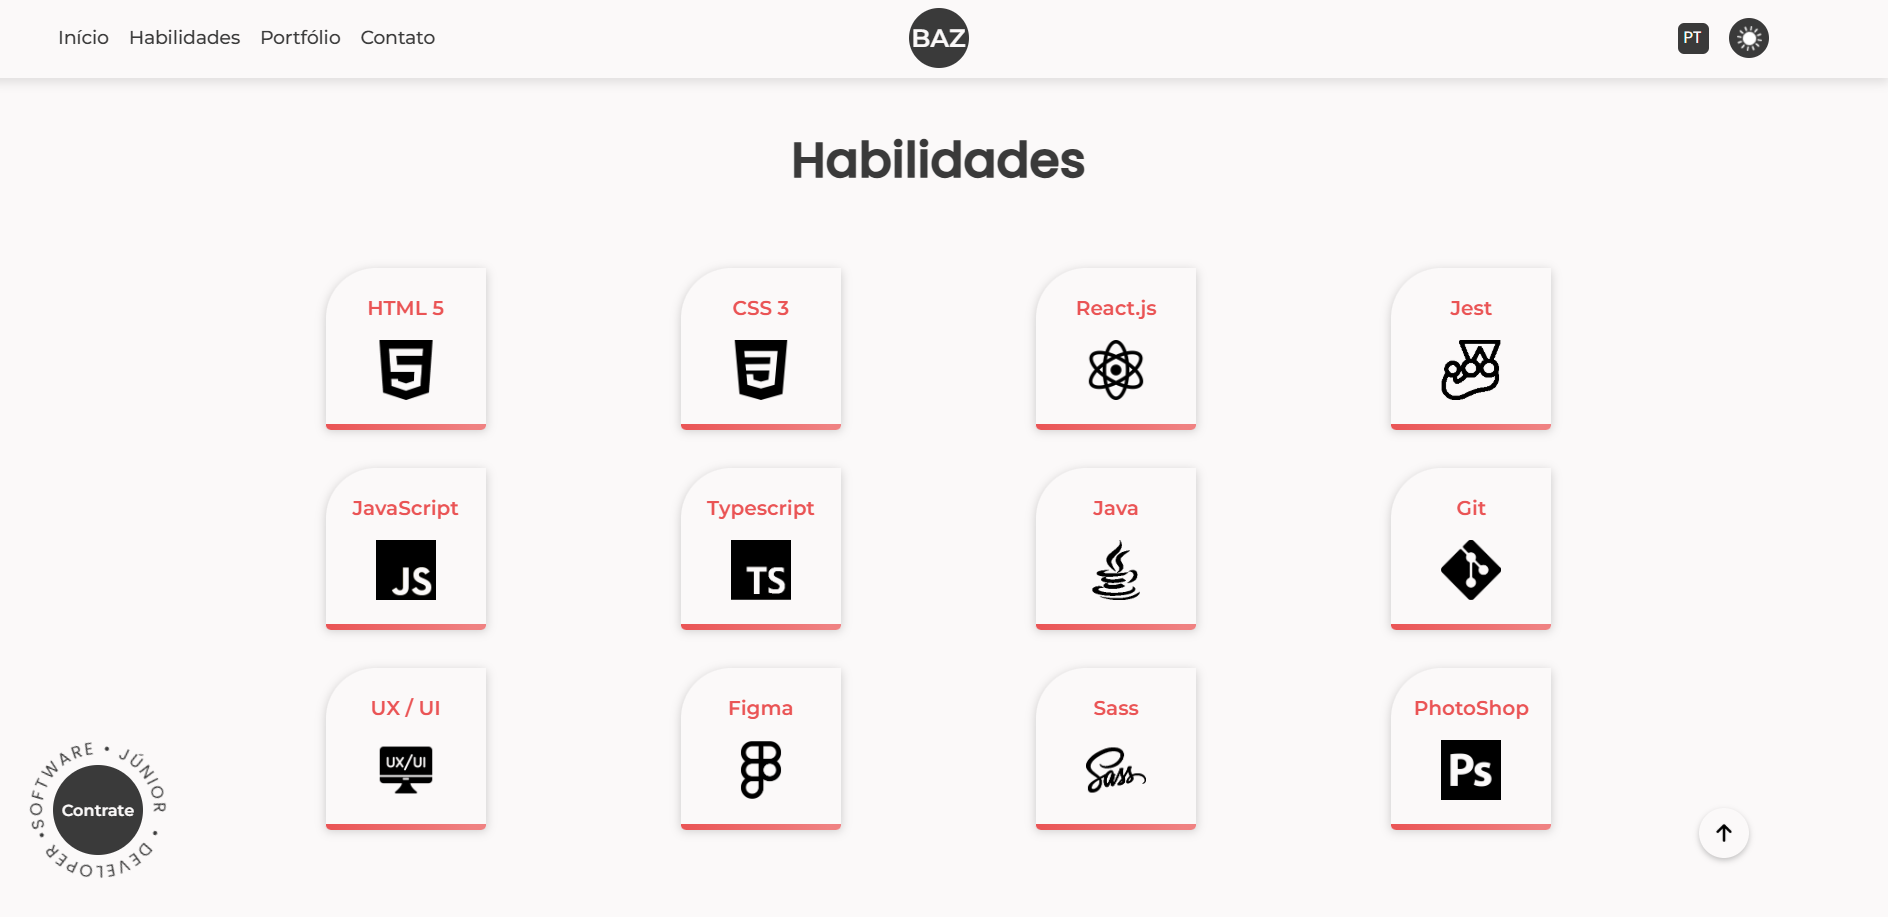 Início Habilidades Portfólio Contato
BAZ
PT
Habilidades
HTML 5
CSS 3
React.js
Jest
JavaScript
JS
Typescript
TS
Java
Git
UX / UI
UX/UI
Figma
Sass
Sass
PhotoShop
Ps
SOFTWARE • JÚNIOR • DEVELOPER •
Contrate